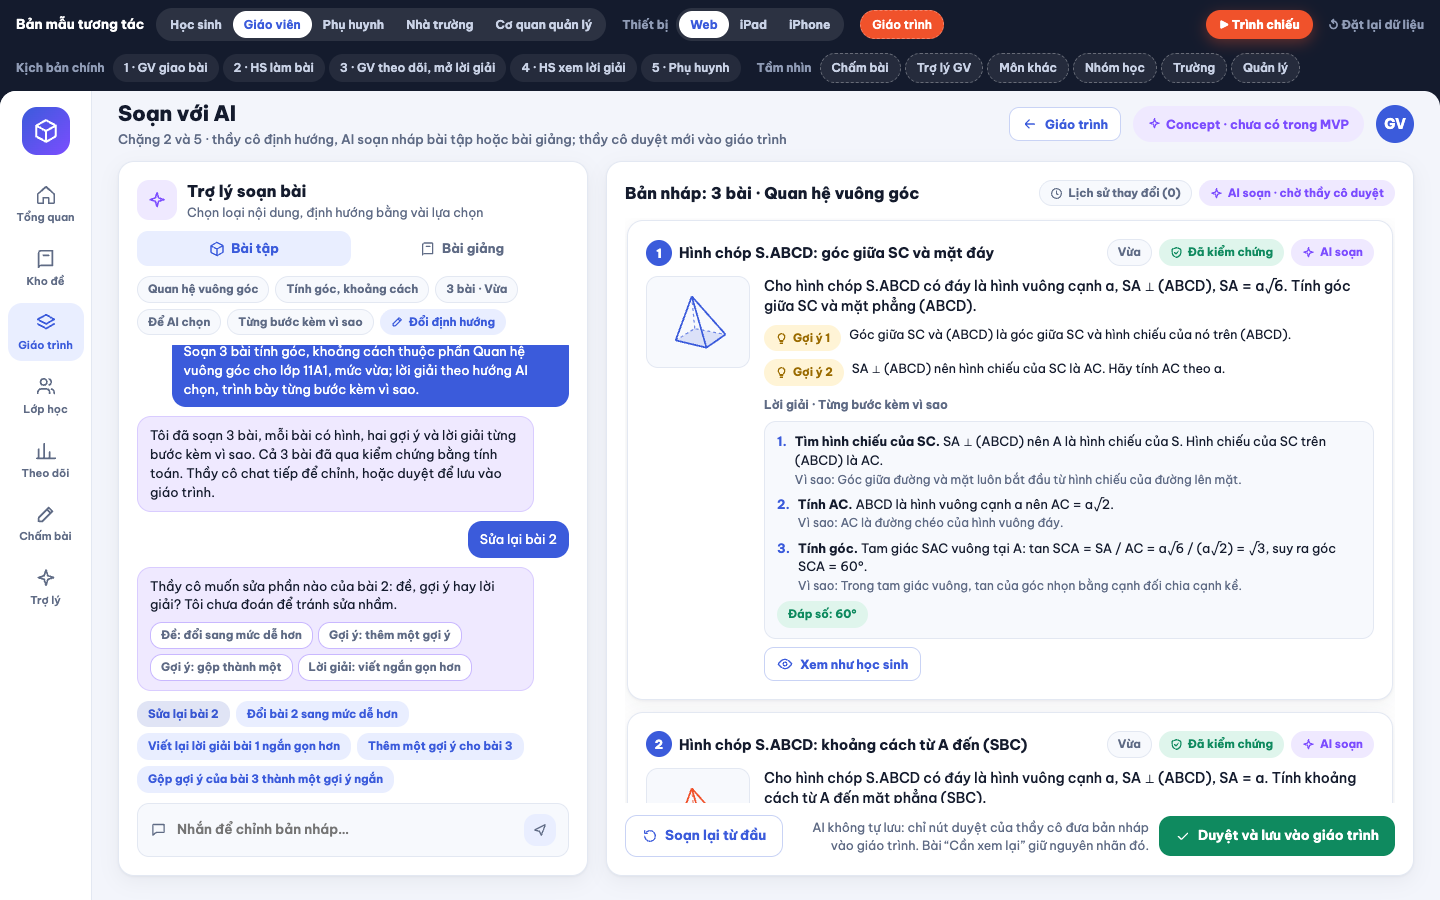 Bản mẫu tương tác
Học sinh
Giáo viên
Phụ huynh
Nhà trường
Cơ quan quản lý
Thiết bị
Web
iPad
iPhone
Giáo trình
Trình chiếu
Đặt lại dữ liệu
Kịch bản chính
1 · GV giao bài
2 · HS làm bài
3 · GV theo dõi, mở lời giải
4 · HS xem lời giải
5 · Phụ huynh
Tầm nhìn
Chấm bài
Trợ lý GV
Môn khác
Nhóm học
Trường
Quản lý
Tổng quan
Kho đề
Giáo trình
Lớp học
Theo dõi
Chấm bài
Trợ lý
Soạn với AI
Chặng 2 và 5 · thầy cô định hướng, AI soạn nháp bài tập hoặc bài giảng; thầy cô duyệt mới vào giáo trình
Giáo trình
Concept · chưa có trong MVP
GV
Trợ lý soạn bài
Chọn loại nội dung, định hướng bằng vài lựa chọn
Bài tập
Bài giảng
Quan hệ vuông góc
Tính góc, khoảng cách
3 bài · Vừa
Để AI chọn
Từng bước kèm vì sao
Đổi định hướng
Soạn 3 bài tính góc, khoảng cách thuộc phần Quan hệ
vuông góc cho lớp 11A1, mức vừa; lời giải theo hướng AI
chọn, trình bày từng bước kèm vì sao.
Tôi đã soạn 3 bài, mỗi bài có hình, hai gợi ý và lời giải từng
bước kèm vì sao. Cả 3 bài đã qua kiểm chứng bằng tính
toán. Thầy cô chat tiếp để chỉnh, hoặc duyệt để lưu vào
giáo trình.
Sửa lại bài 2
Thầy cô muốn sửa phần nào của bài 2: đề, gợi ý hay lời
giải? Tôi chưa đoán để tránh sửa nhầm.
Đề: đổi sang mức dễ hơn
Gợi ý: thêm một gợi ý
Gợi ý: gộp thành một
Lời giải: viết ngắn gọn hơn
Sửa lại bài 2
Đổi bài 2 sang mức dễ hơn
Viết lại lời giải bài 1 ngắn gọn hơn
Thêm một gợi ý cho bài 3
Gộp gợi ý của bài 3 thành một gợi ý ngắn
Nhắn để chỉnh bản nháp...
Bản nháp: 3 bài · Quan hệ vuông góc
Lịch sử thay đổi (0)
AI soạn · chờ thầy cô duyệt
1
Hình chóp S.ABCD: góc giữa SC và mặt đáy
Vừa
Đã kiểm chứng
AI soạn
Cho hình chóp S.ABCD có đáy là hình vuông cạnh a, SA ⊥ (ABCD), SA = a√6. Tính góc
giữa SC và mặt phẳng (ABCD).
Gợi ý 1
Góc giữa SC và (ABCD) là góc giữa SC và hình chiếu của nó trên (ABCD).
Gợi ý 2
SA ⊥ (ABCD) nên hình chiếu của SC là AC. Hãy tính AC theo a.
Lời giải · Từng bước kèm vì sao
1. Tìm hình chiếu của SC. SA ⊥ (ABCD) nên A là hình chiếu của S. Hình chiếu của SC trên
(ABCD) là AC.
Vì sao: Góc giữa đường và mặt luôn bắt đầu từ hình chiếu của đường lên mặt.
2. Tính AC. ABCD là hình vuông cạnh a nên AC = a√2.
Vì sao: AC là đường chéo của hình vuông đáy.
3. Tính góc. Tam giác SAC vuông tại A: tan SCA = SA / AC = a√6 / (a√2) = √3, suy ra góc
SCA = 60°.
Vì sao: Trong tam giác vuông, tan của góc nhọn bằng cạnh đối chia cạnh kề.
Đáp số: 60°
Xem như học sinh
2
Hình chóp S.ABCD: khoảng cách từ A đến (SBC)
Vừa
Đã kiểm chứng
AI soạn
Cho hình chóp S.ABCD có đáy là hình vuông cạnh a, SA ⊥ (ABCD), SA = a. Tính khoảng
cách từ A đến mặt phẳng (SBC).
Soạn lại từ đầu
AI không tự lưu: chỉ nút duyệt của thầy cô đưa bản nháp
vào giáo trình. Bài “Cần xem lại” giữ nguyên nhãn đó.
Duyệt và lưu vào giáo trình